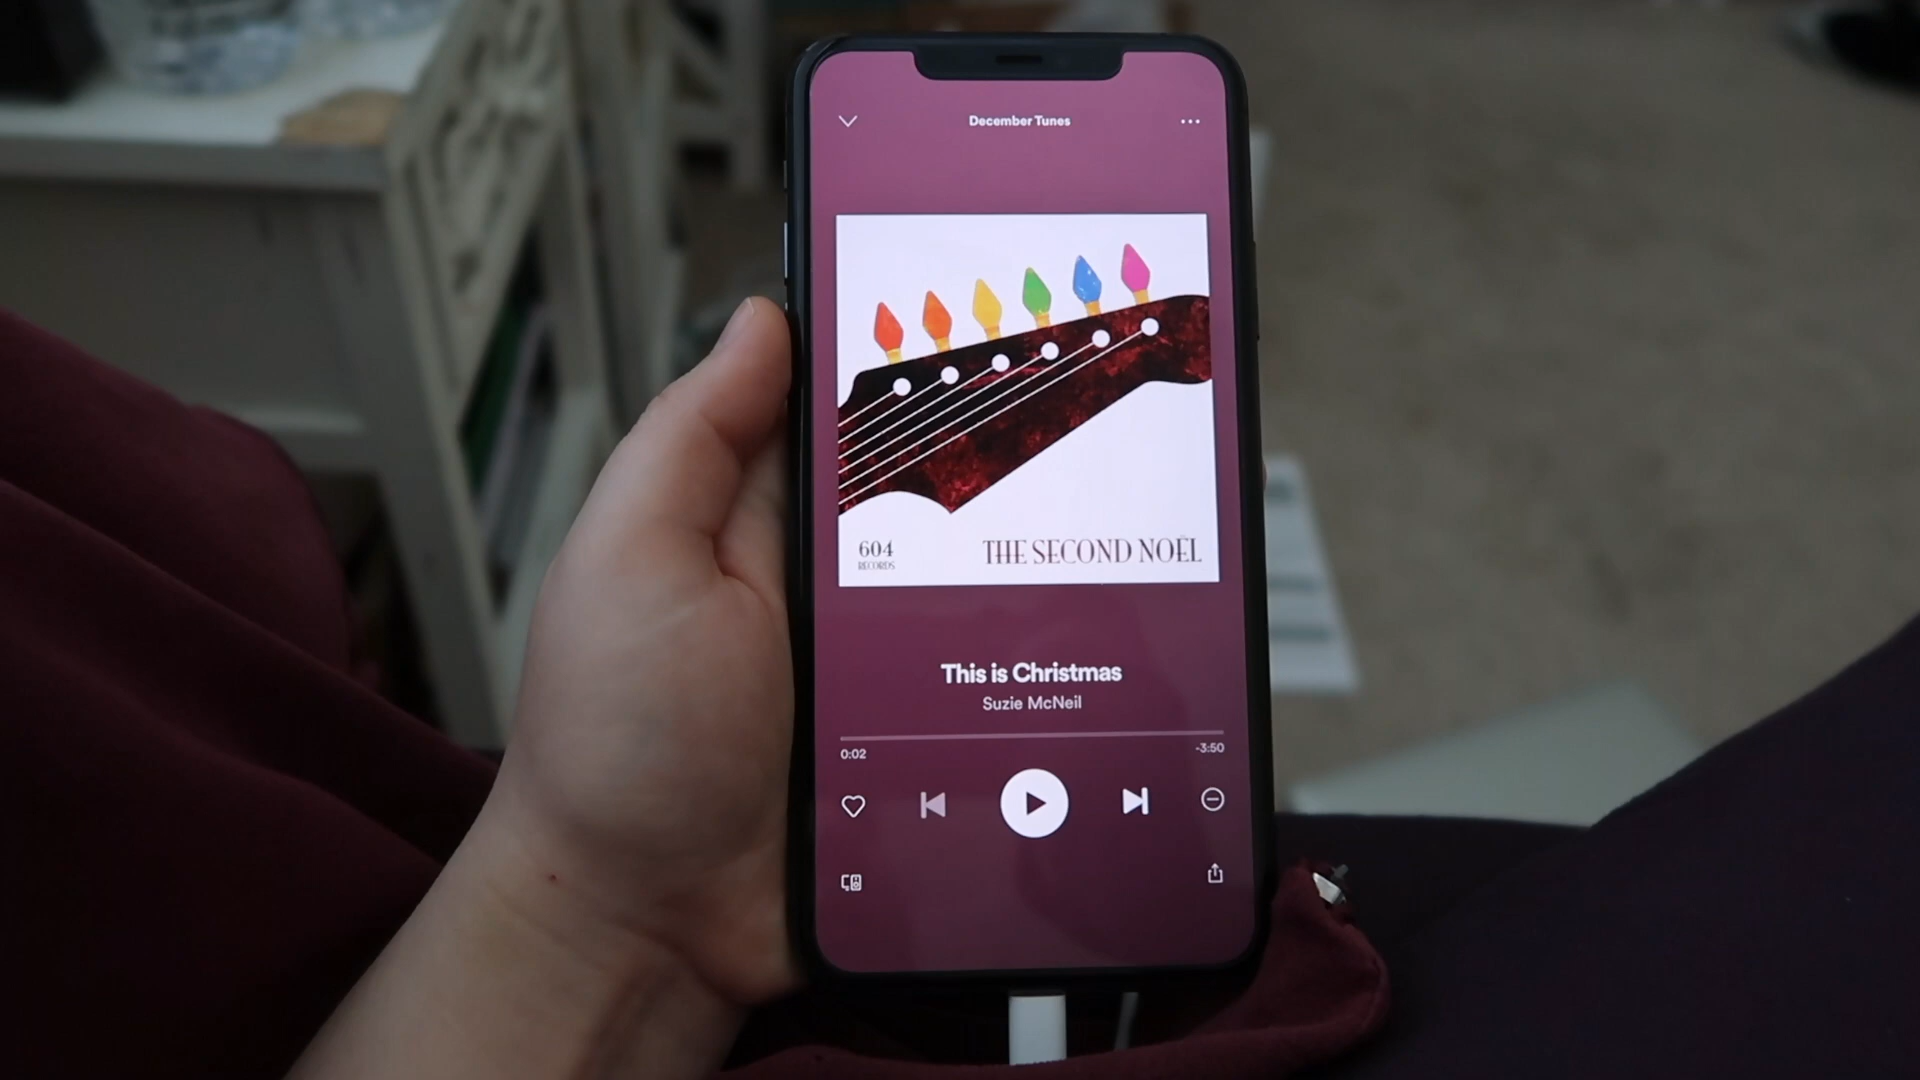 December Tunes
604
RECORDS
THE SECOND NOËL
This is Christmas
Suzie McNeil
0:02
-3:50